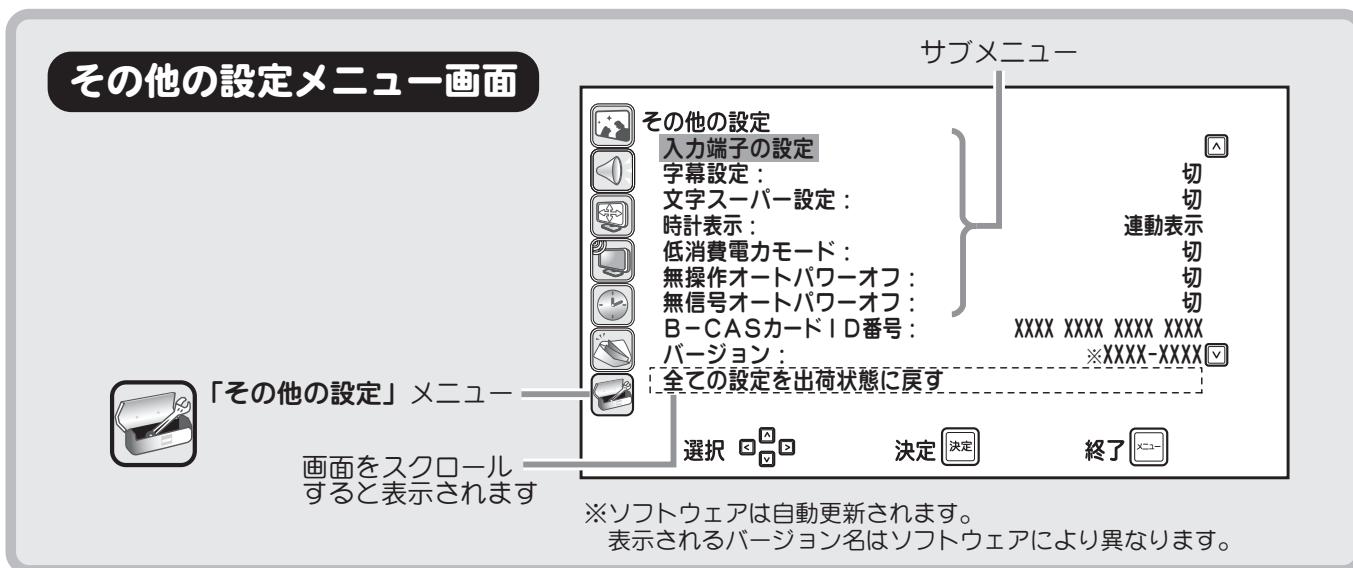 サブメニュー
その他の設定メニュー画面
その他の設定
入力端子の設定
字幕設定： 切
文字スーパー設定： 切
時計表示： 連動表示
低消費電力モード： 切
無操作オートパワーオフ： 切
無信号オートパワーオフ： 切
B－CASカードID番号： XXXX XXXX XXXX XXXX
バージョン： ※XXXX-XXXX
全ての設定を出荷状態に戻す
「その他の設定」メニュー
選択 決定 決定 終了 メニュー
画面をスクロール
すると表示されます
※ソフトウェアは自動更新されます。
表示されるバージョン名はソフトウェアにより異なります。